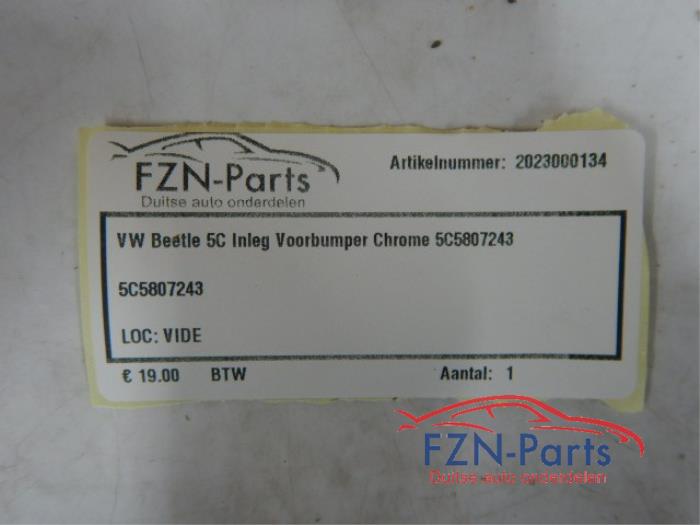 FZN-Parts
Duitse auto onderdelen
Artikelnummer: 2023000134
VW Beetle 5C Inleg Voorbumper Chrome 5C5807243
5C5807243
LOC: VIDE
€ 19.00 BTW Aantal: 1
FZN-Parts
Duitse auto onderdelen